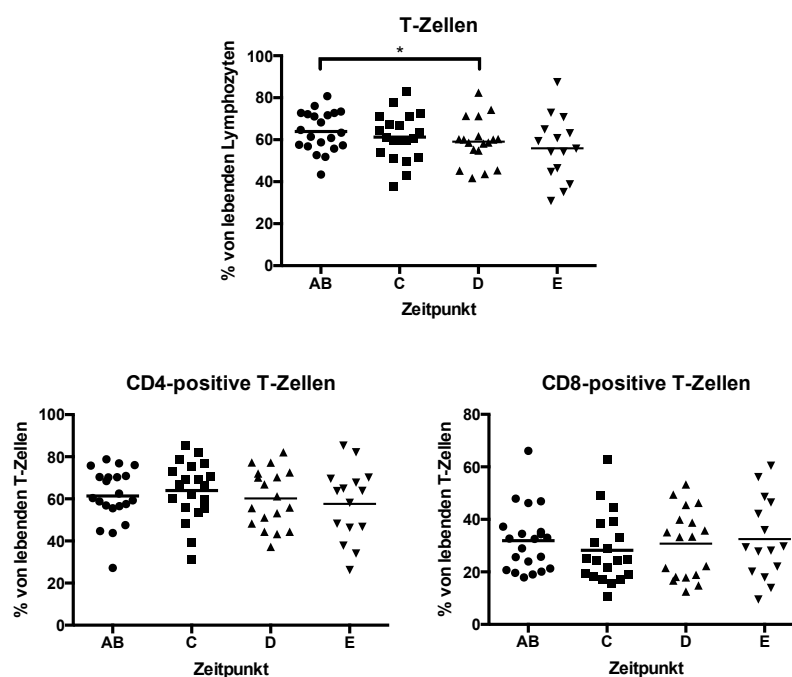 T-Zellen
*
% von lebenden Lymphozyten
100
80
60
40
20
0
AB C D E
Zeitpunkt
CD4-positive T-Zellen
% von lebenden T-Zellen
100
80
60
40
20
0
AB C D E
Zeitpunkt
CD8-positive T-Zellen
% von lebenden T-Zellen
80
60
40
20
0
AB C D E
Zeitpunkt